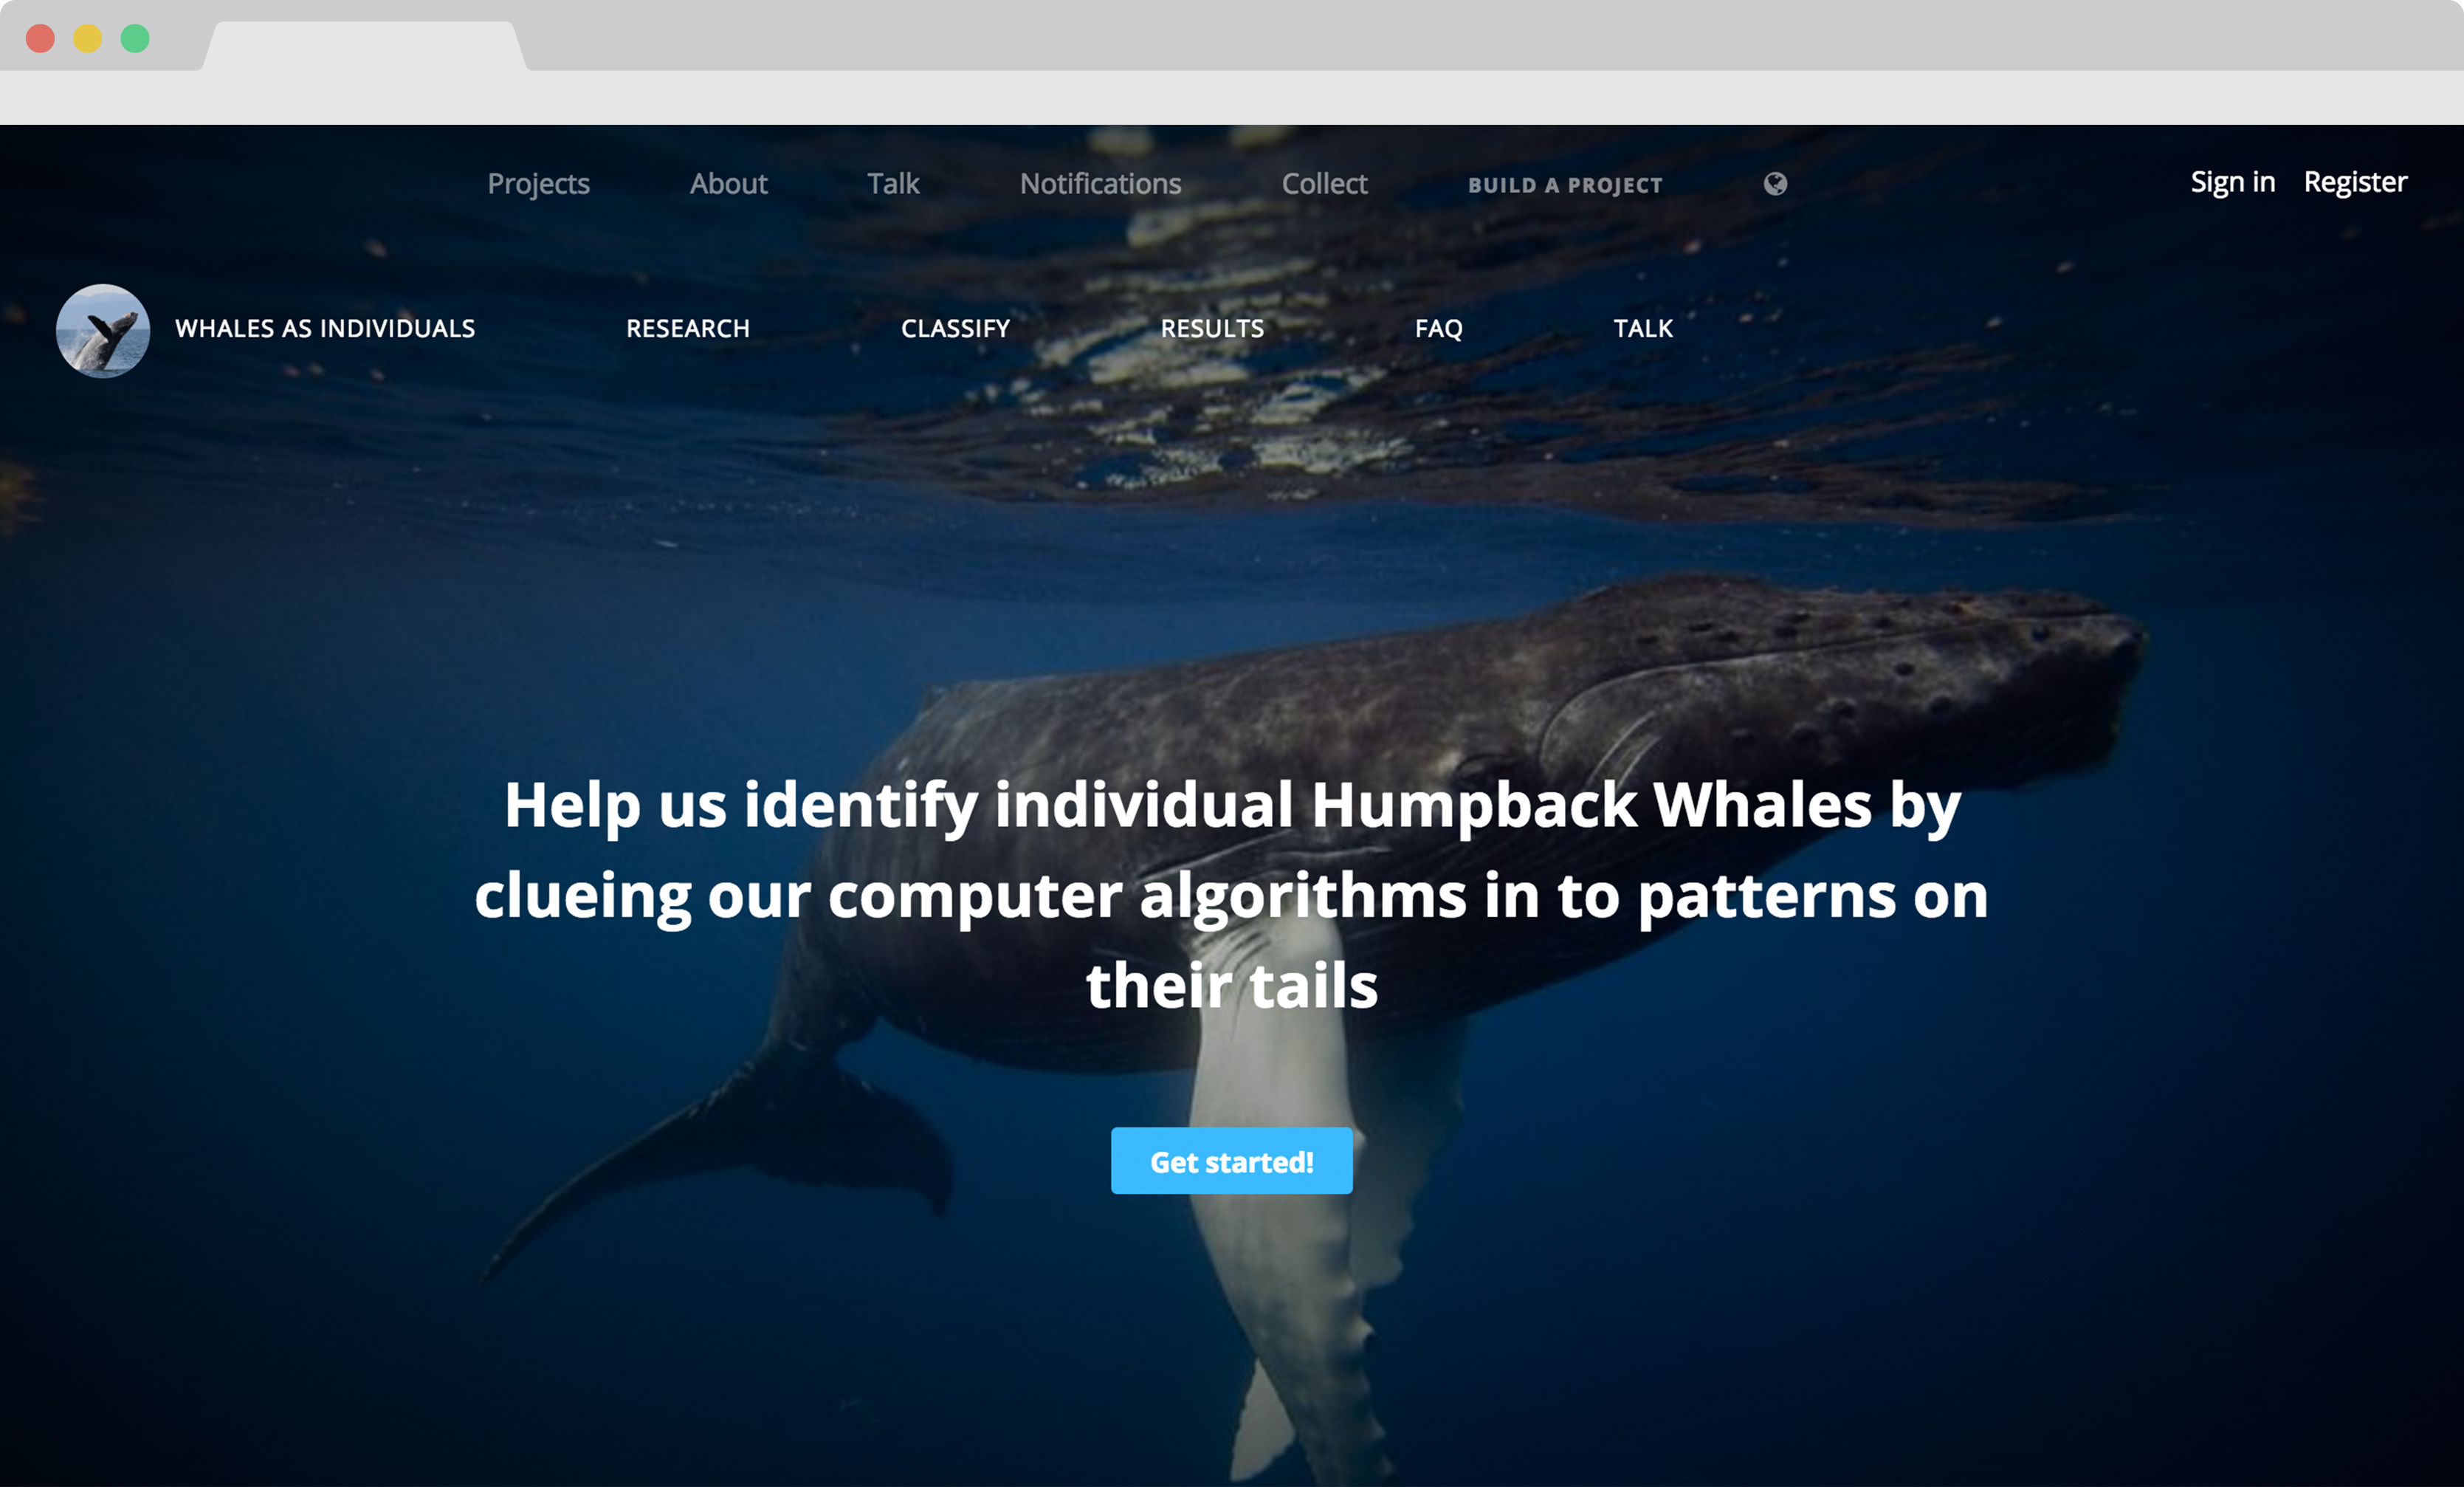 Projects About Talk Notifications Collect BUILD A PROJECT Sign in Register
WHALES AS INDIVIDUALS RESEARCH CLASSIFY RESULTS FAQ TALK
Help us identify individual Humpback Whales by
clueing our computer algorithms in to patterns on
their tails
Get started!